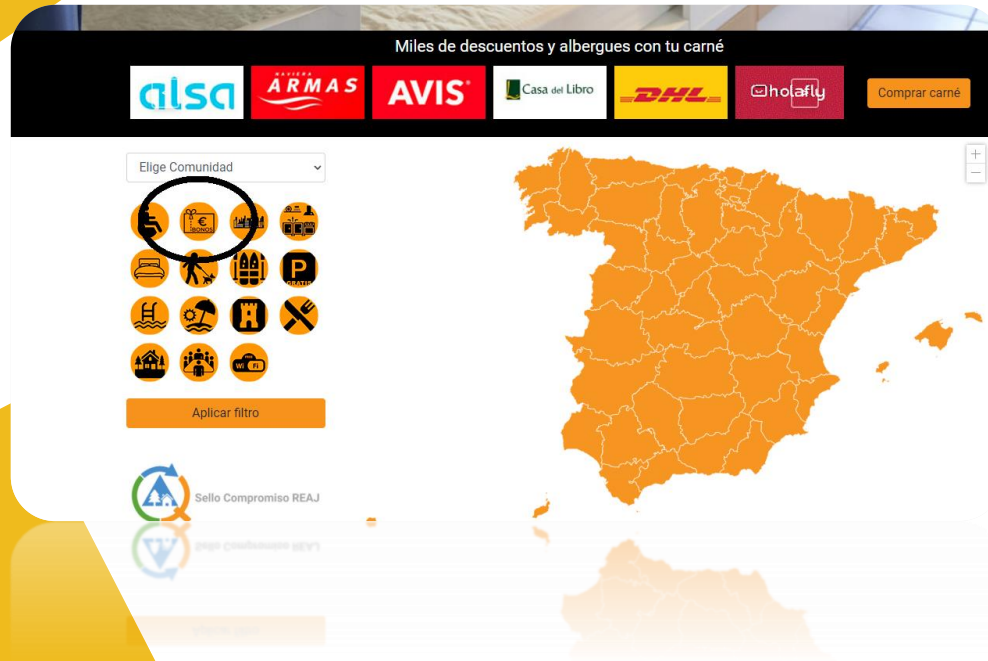 Miles de descuentos y albergues con tu carné
alsa
NAVIERA
ARMAS
AVIS
Casa del Libro
DHL
holafly
Comprar carné
Elige Comunidad
+
−
€
BONOS
P
GRATIS
Wi Fi
Aplicar filtro
Sello Compromiso REAJ